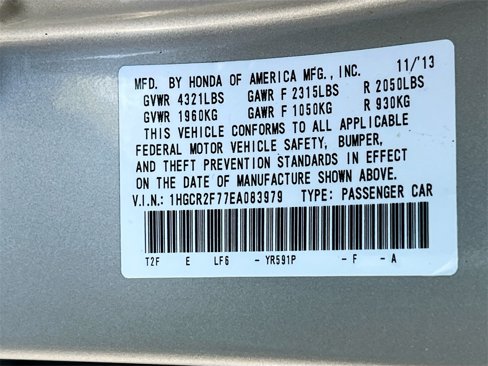 MFD. BY HONDA OF AMERICA MFG., INC. 11/'13
GVWR 4321LBS GAWR F 2315LBS R 2050LBS
GVWR 1960KG GAWR F 1050KG R 930KG
THIS VEHICLE CONFORMS TO ALL APPLICABLE
FEDERAL MOTOR VEHICLE SAFETY, BUMPER,
AND THEFT PREVENTION STANDARDS IN EFFECT
ON THE DATE OF MANUFACTURE SHOWN ABOVE.
V.I.N.: 1HGCR2F77EA083979 TYPE: PASSENGER CAR
T2F E LF6 - YR591P - F - A